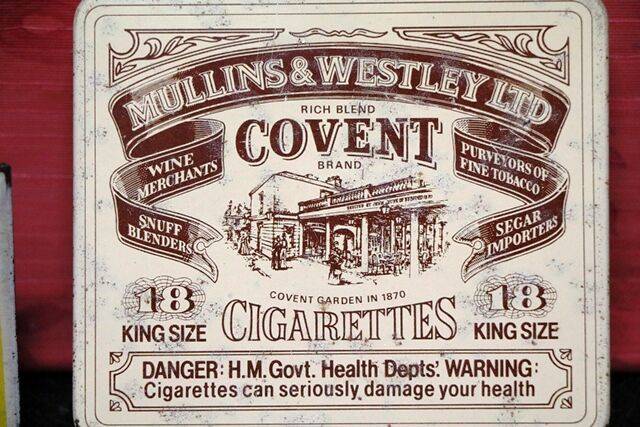 MULLINS & WESTLEY LTD
RICH BLEND
COVENT
BRAND
WINE
MERCHANTS
SNUFF
BLENDERS
PURVEYORS OF
FINE TOBACCO
SEGAR
IMPORTERS
COVENT GARDEN IN 1870
18
KING SIZE
CIGARETTES
18
KING SIZE
DANGER: H.M. Govt. Health Depts'. WARNING:
Cigarettes can seriously damage your health